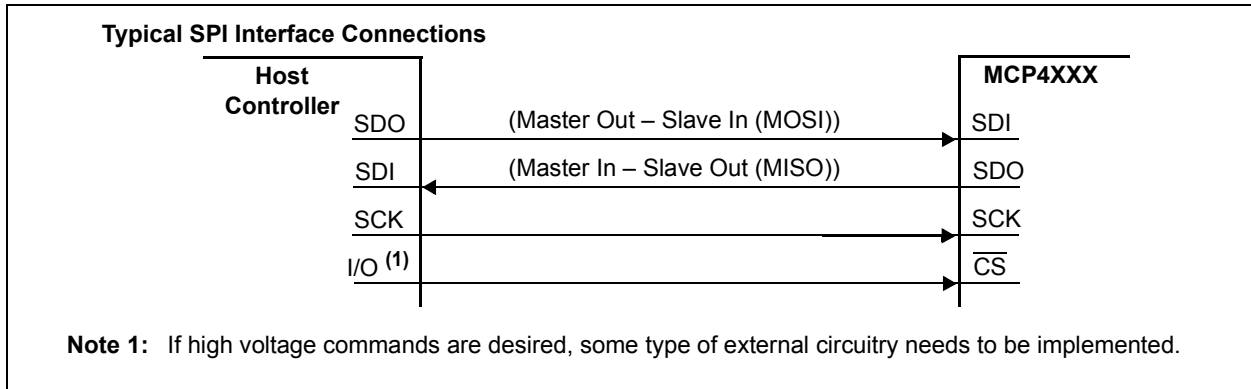 Typical SPI Interface Connections
Host
Controller
MCP4XXX
SDO (Master Out – Slave In (MOSI)) SDI
SDI (Master In – Slave Out (MISO)) SDO
SCK SCK
I/O (1) CS
Note 1: If high voltage commands are desired, some type of external circuitry needs to be implemented.